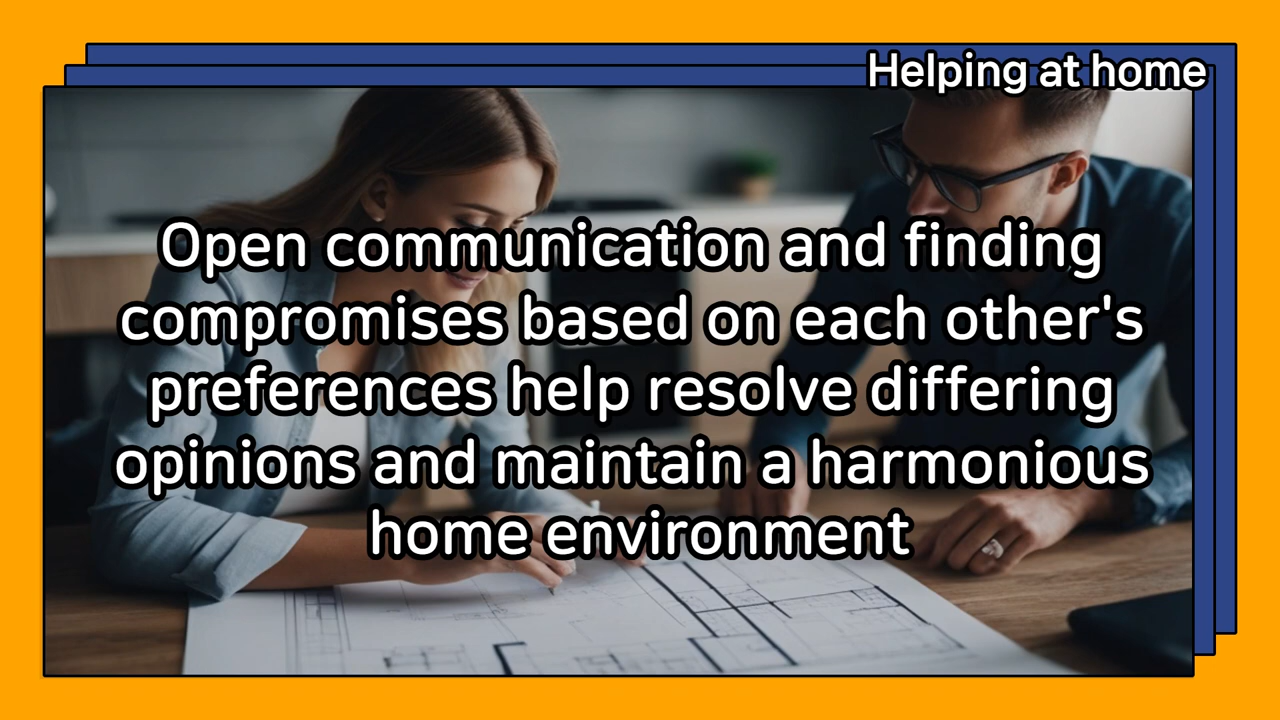 Helping at home
Open communication and finding
compromises based on each other's
preferences help resolve differing
opinions and maintain a harmonious
home environment